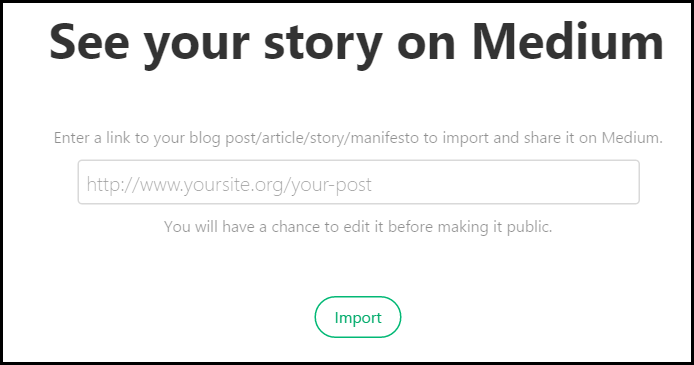 See your story on Medium
Enter a link to your blog post/article/story/manifesto to import and share it on Medium.
http://www.yoursite.org/your-post
You will have a chance to edit it before making it public.
Import